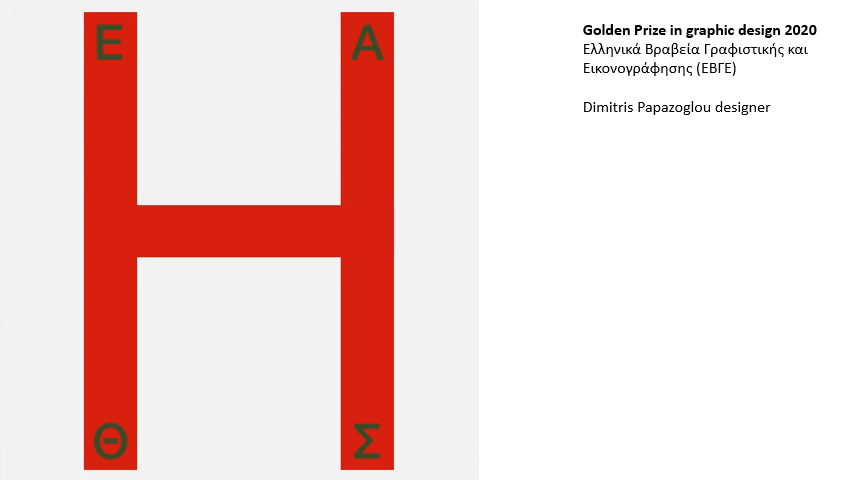 Ε Α
Η
Θ Σ
Golden Prize in graphic design 2020
Ελληνικά Βραβεία Γραφιστικής και
Εικονογράφησης (ΕΒΓΕ)
Dimitris Papazoglou designer